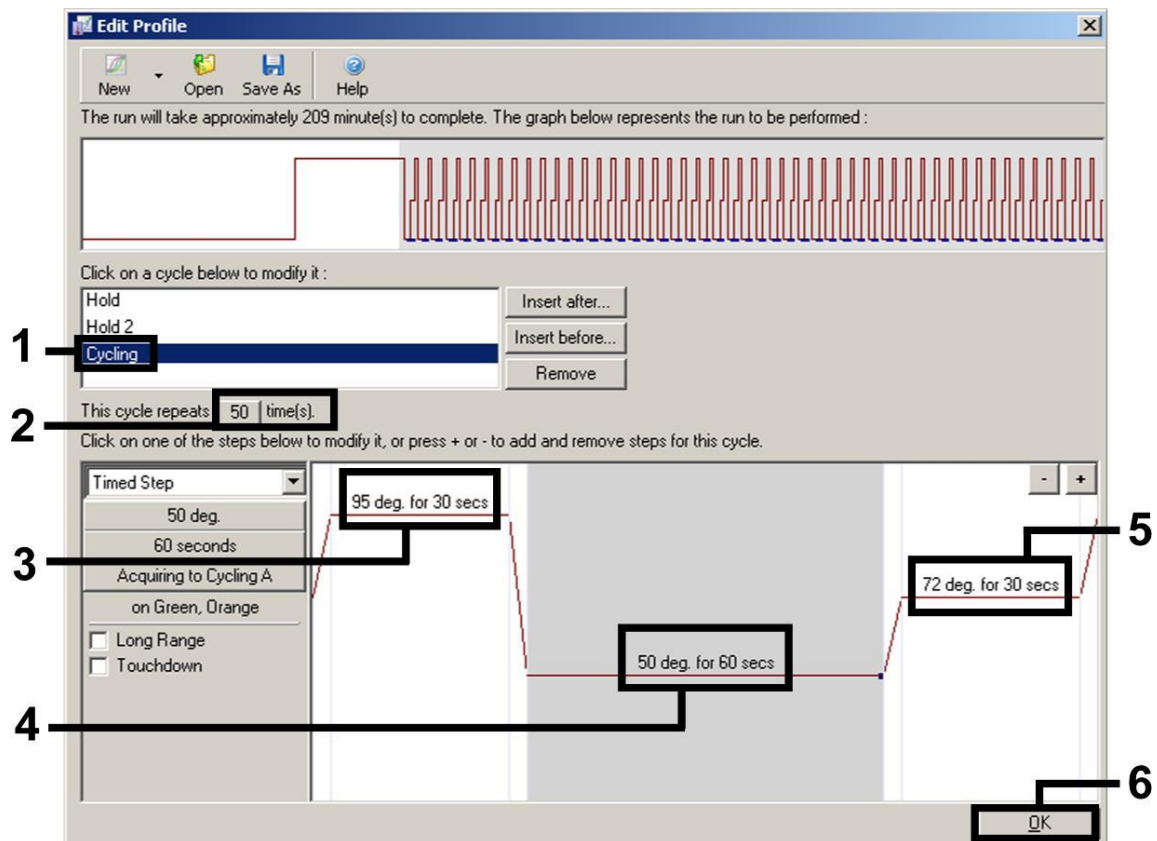 Edit Profile
New Open Save As Help
The run will take approximately 209 minute(s) to complete. The graph below represents the run to be performed :
Click on a cycle below to modify it :
Hold
Hold 2
Cycling
Insert after...
Insert before...
Remove
1
This cycle repeats 50 time(s).
2
Click on one of the steps below to modify it, or press + or - to add and remove steps for this cycle.
Timed Step
50 deg.
60 seconds
Acquiring to Cycling A
on Green, Orange
Long Range
Touchdown
95 deg. for 30 secs
3
50 deg. for 60 secs
4
- +
72 deg. for 30 secs
5
OK
6